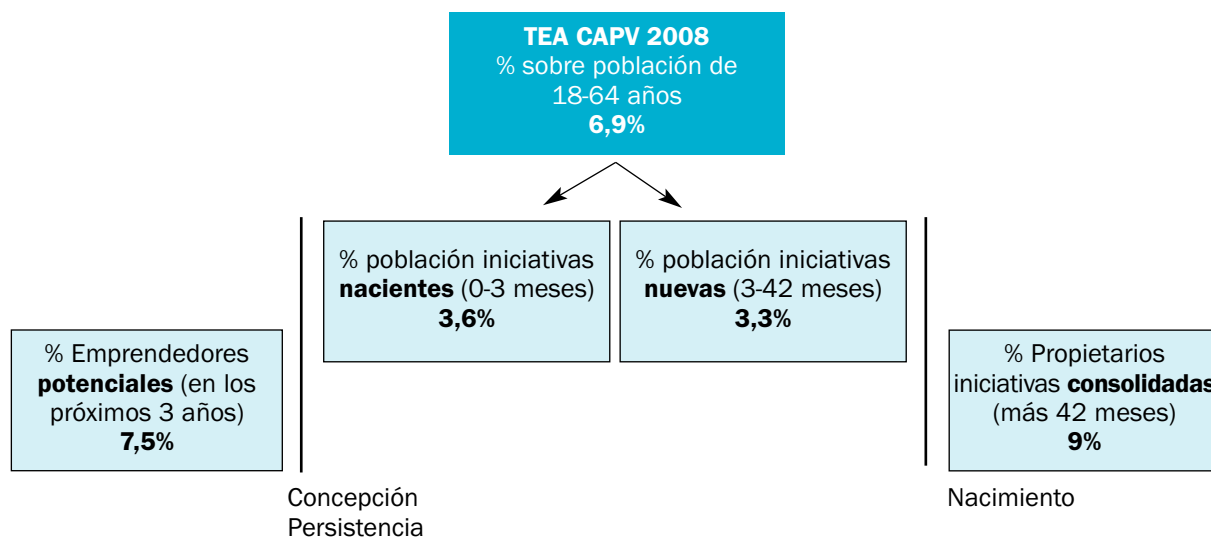 TEA CAPV 2008
% sobre población de
18-64 años
6,9%
% población iniciativas
nacientes (0-3 meses)
3,6%
% población iniciativas
nuevas (3-42 meses)
3,3%
% Emprendedores
potenciales (en los
próximos 3 años)
7,5%
% Propietarios
iniciativas consolidadas
(más 42 meses)
9%
Concepción
Persistencia
Nacimiento